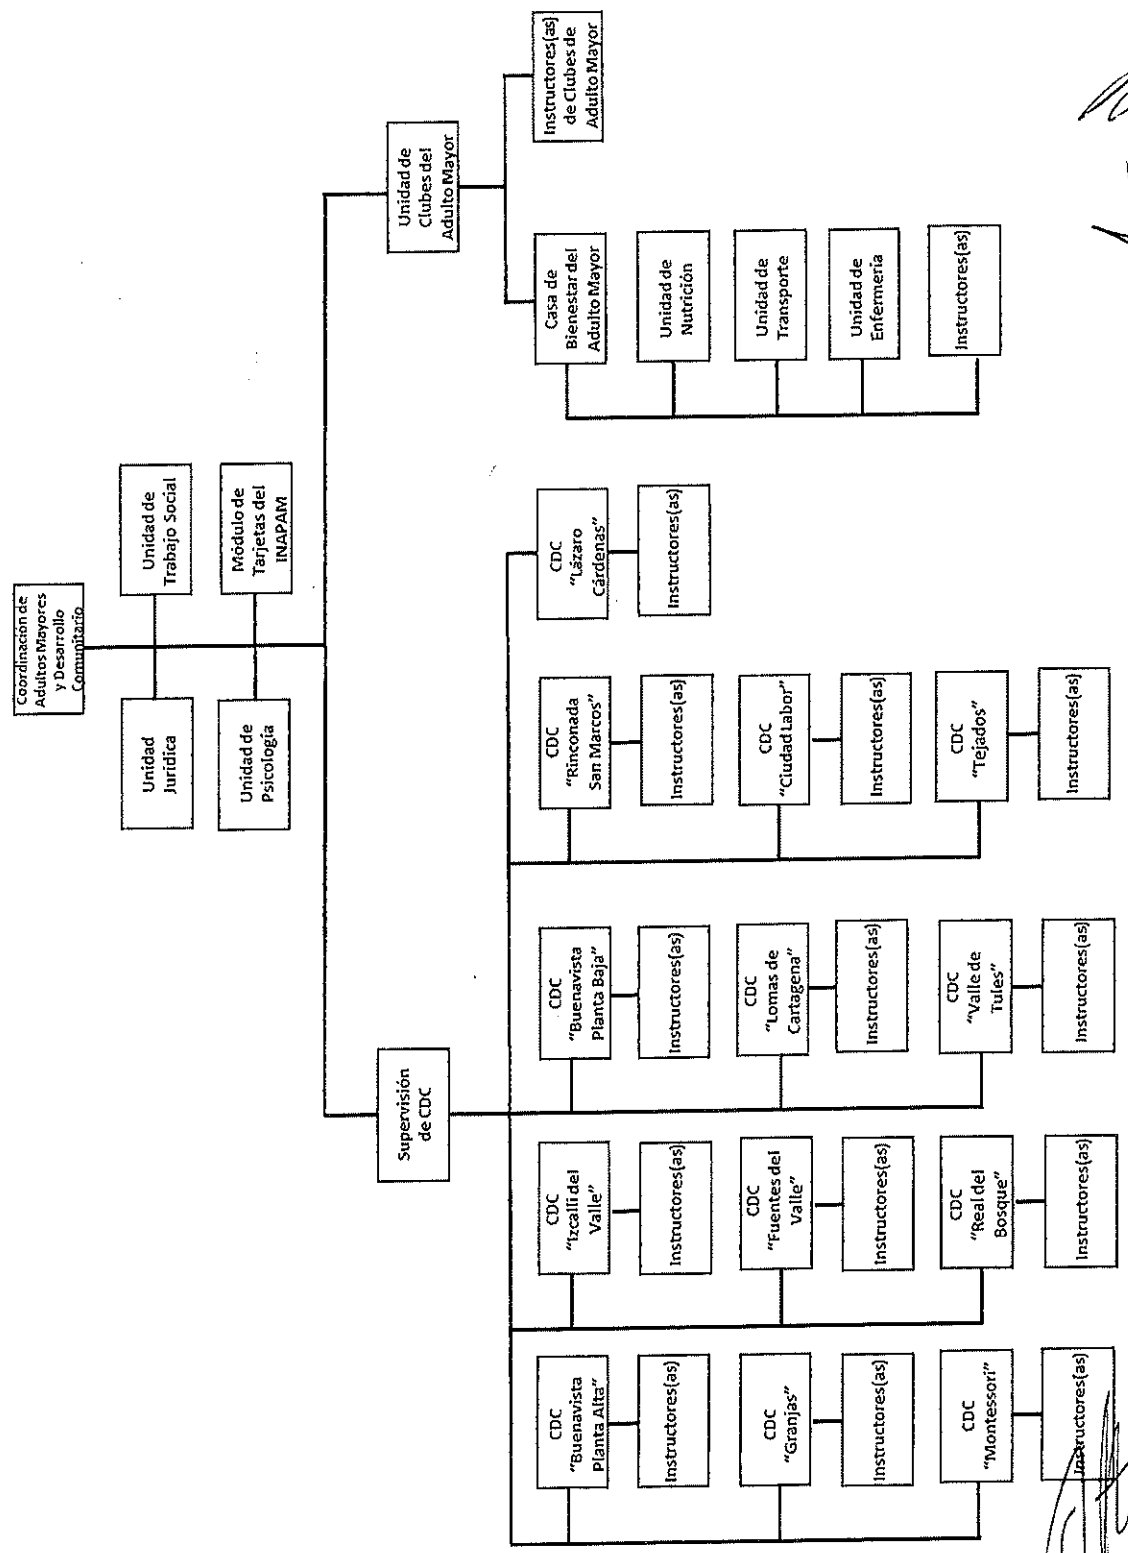 Coordinación de
Adultos Mayores
y Desarrollo
Comunitario
Unidad
Jurídica
Unidad de
Trabajo Social
Unidad de
Psicología
Módulo de
Tarjetas del
INAPAM
Supervisión
de CDC
Unidad de
Clubes del
Adulto Mayor
CDC
"Buenavista
Planta Alta"
Instructores(as)
CDC
"Granjas"
Instructores(as)
CDC
"Montessori"
Instructores(as)
CDC
"Izcalli del
Valle"
Instructores(as)
CDC
"Fuentes del
Valle"
Instructores(as)
CDC
"Real del
Bosque"
Instructores(as)
CDC
"Buenavista
Planta Baja"
Instructores(as)
CDC
"Lomas de
Cartagena"
Instructores(as)
CDC
"Valle de
Tules"
Instructores(as)
CDC
"Rinconada
San Marcos"
Instructores(as)
CDC
"Ciudad Labor"
Instructores(as)
CDC
"Tejados"
Instructores(as)
CDC
"Lázaro
Cárdenas"
Instructores(as)
Casa de
Bienestar del
Adulto Mayor
Unidad de
Nutrición
Unidad de
Transporte
Unidad de
Enfermería
Instructores(as)
Instructores(as)
de Clubes de
Adulto Mayor